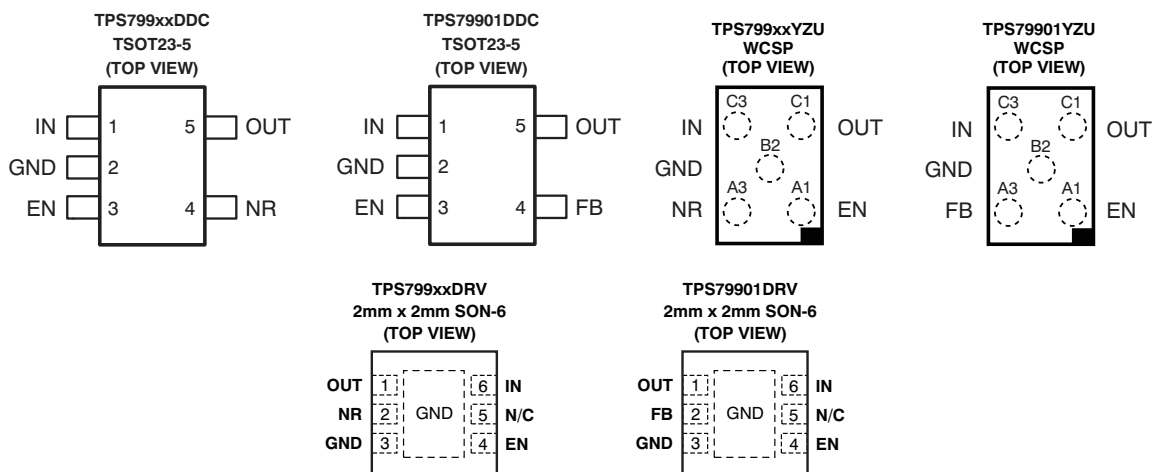 TPS799xxDDC
TSOT23-5
(TOP VIEW)
IN 1 5 OUT
GND 2
EN 3 4 NR
TPS79901DDC
TSOT23-5
(TOP VIEW)
IN 1 5 OUT
GND 2
EN 3 4 FB
TPS799xxYZU
WCSP
(TOP VIEW)
C3 C1
IN OUT
B2
GND
A3 A1
NR EN
TPS79901YZU
WCSP
(TOP VIEW)
C3 C1
IN OUT
B2
GND
A3 A1
FB EN
TPS799xxDRV
2mm x 2mm SON-6
(TOP VIEW)
OUT 1 6 IN
NR 2 GND 5 N/C
GND 3 4 EN
TPS79901DRV
2mm x 2mm SON-6
(TOP VIEW)
OUT 1 6 IN
FB 2 GND 5 N/C
GND 3 4 EN